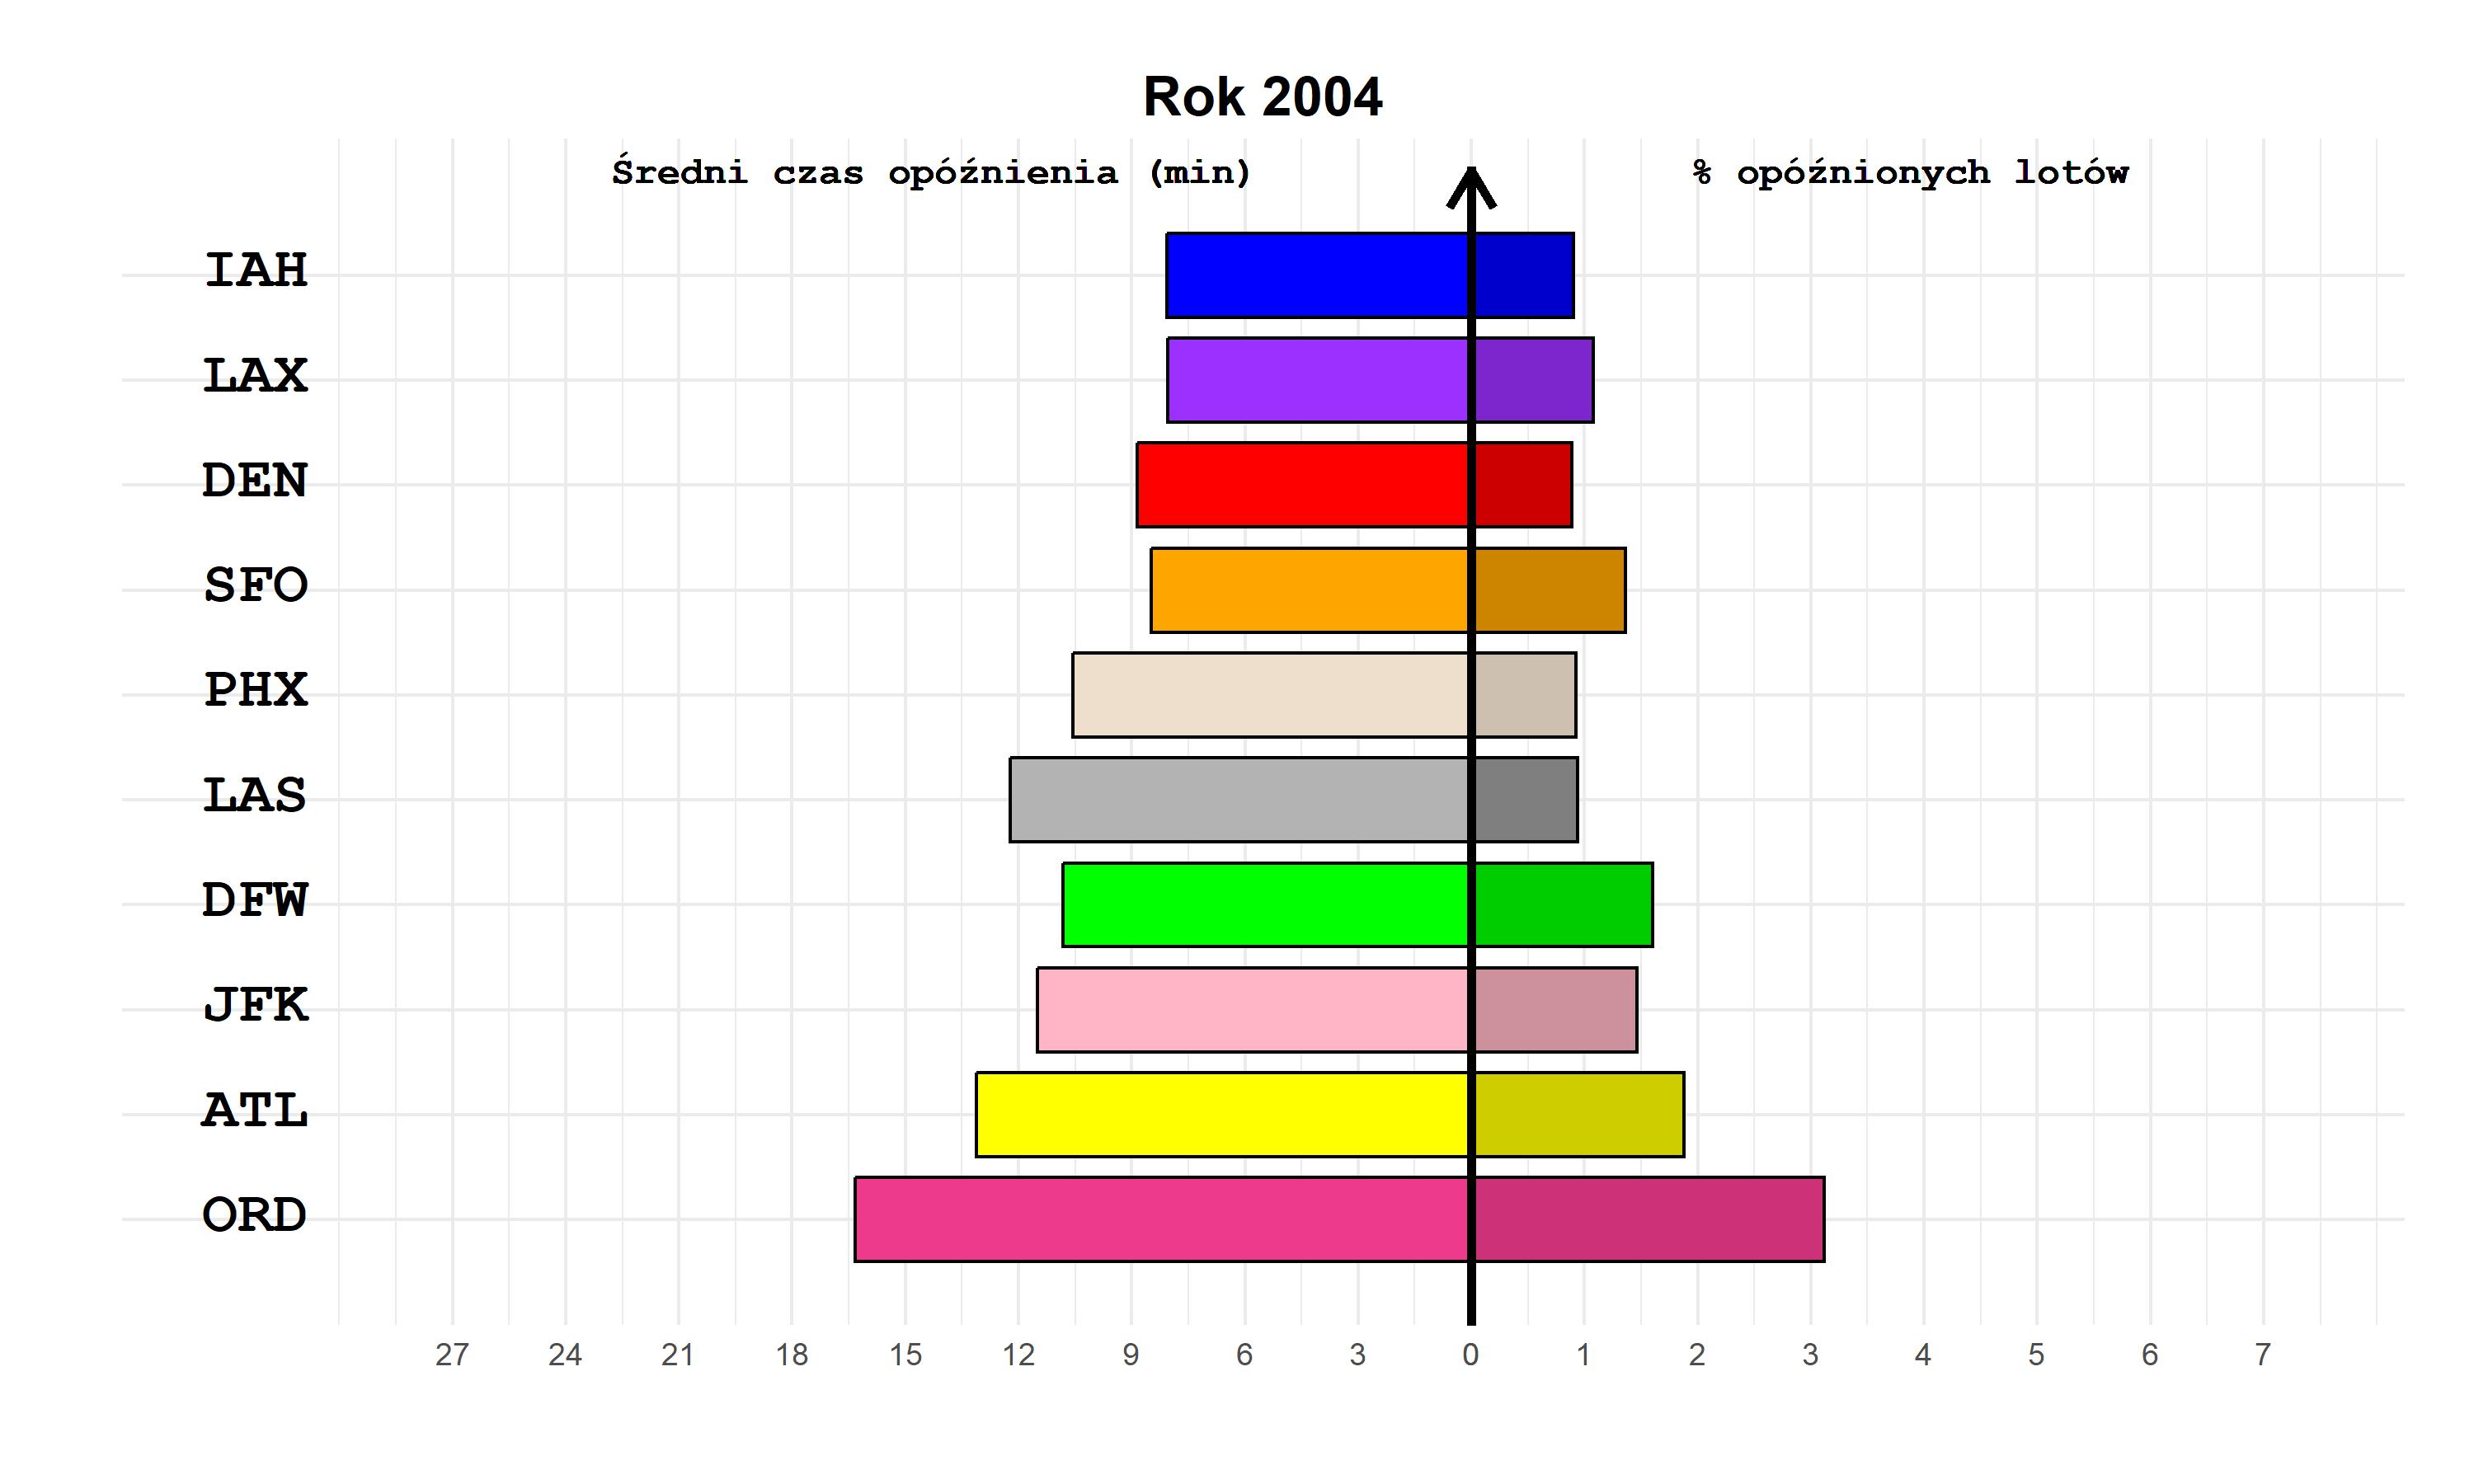 Rok 2004
Średni czas opóźnienia (min) % opóźnionych lotów
IAH
LAX
DEN
SFO
PHX
LAS
DFW
JFK
ATL
ORD
27 24 21 18 15 12 9 6 3 0 1 2 3 4 5 6 7